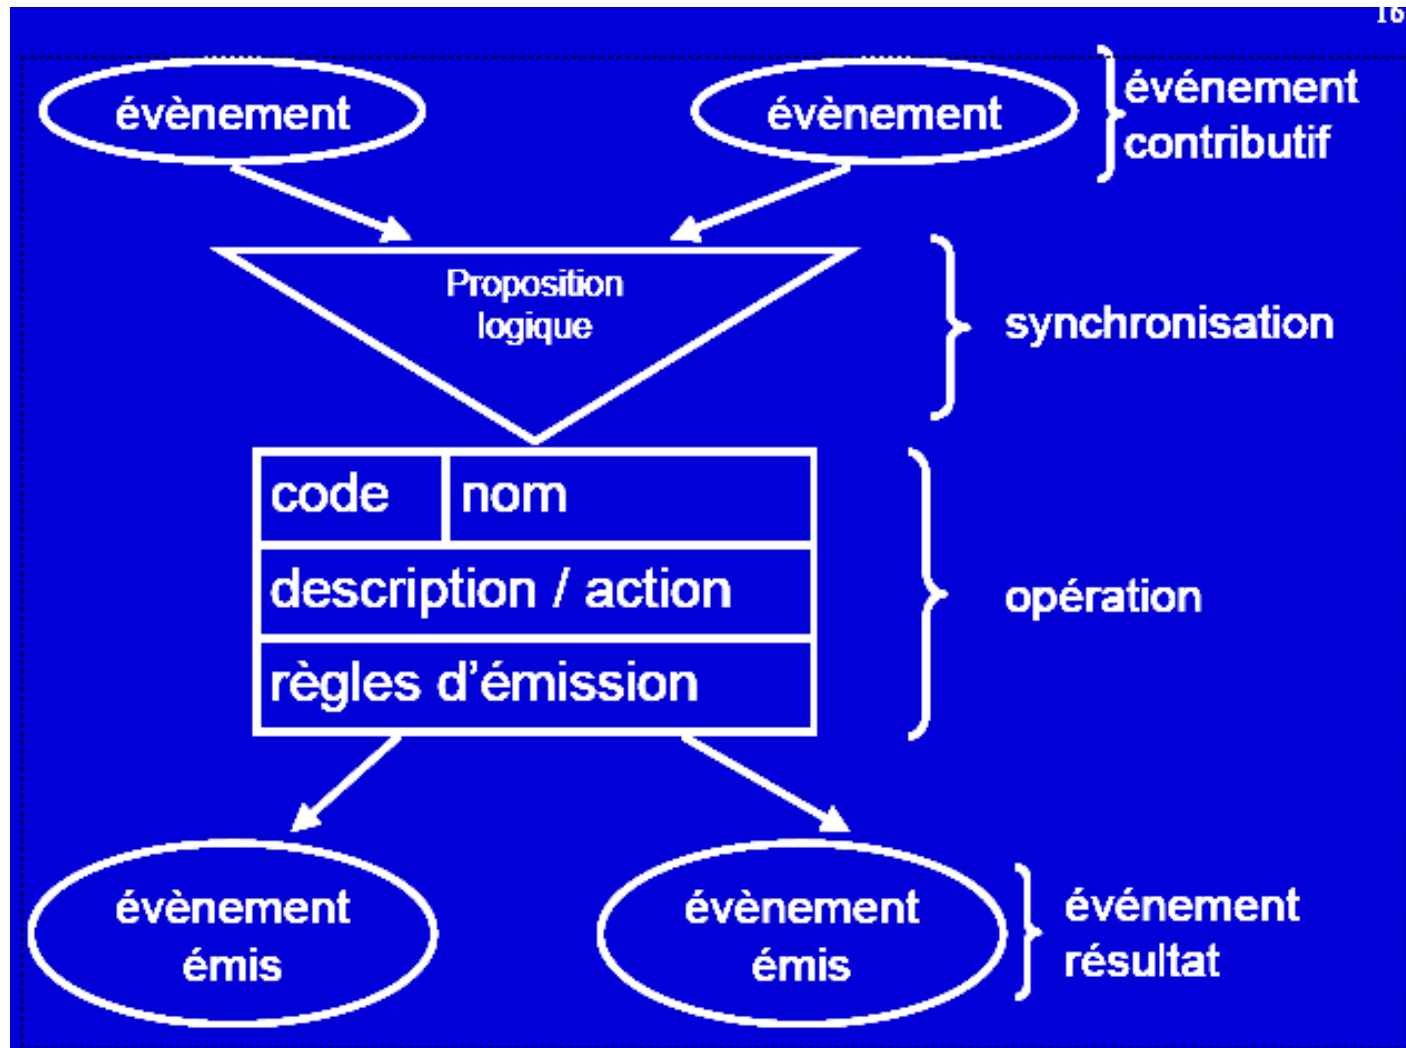 16
évènement
évènement
événement
contributif
Proposition
logique
synchronisation
code
nom
description / action
règles d'émission
opération
évènement
émis
évènement
émis
événement
résultat